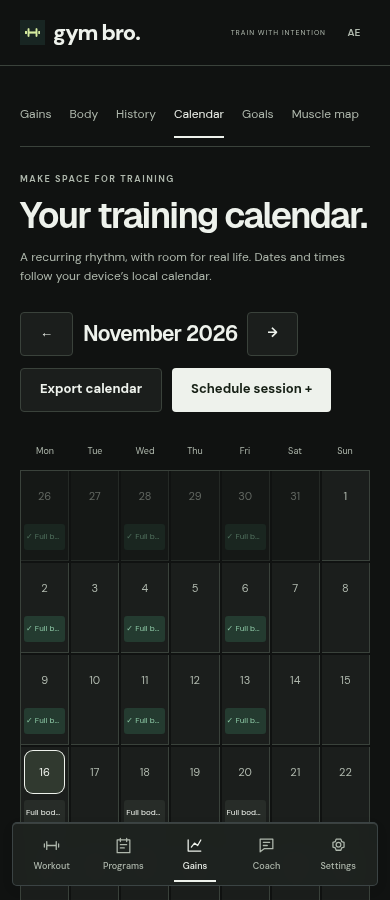 gym bro.
TRAIN WITH INTENTION
AE
Gains Body History Calendar Goals Muscle map
MAKE SPACE FOR TRAINING
Your training calendar.
A recurring rhythm, with room for real life. Dates and times
follow your device's local calendar.
← November 2026 →
Export calendar Schedule session +
Mon Tue Wed Thu Fri Sat Sun
26 27 28 29 30 31 1
✓ Full b… ✓ Full b… ✓ Full b…
2 3 4 5 6 7 8
✓ Full b… ✓ Full b… ✓ Full b…
9 10 11 12 13 14 15
✓ Full b… ✓ Full b… ✓ Full b…
16 17 18 19 20 21 22
Full bod… Full bod… Full bod…
Workout Programs Gains Coach Settings